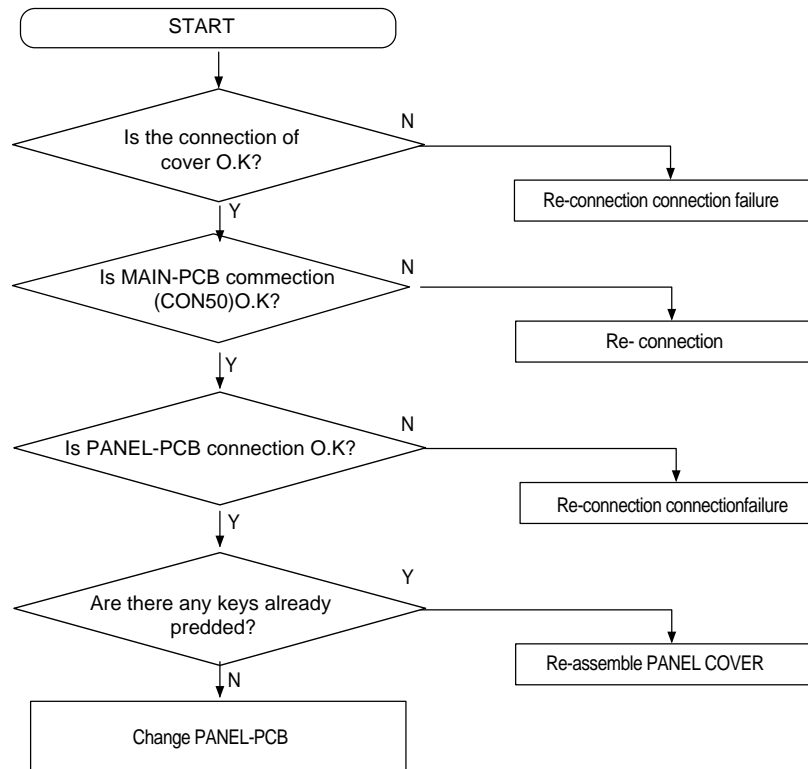 START
Is the connection of
cover O.K?
N
Re-connection connection failure
Y
Is MAIN-PCB commection
(CON50)O.K?
N
Re- connection
Y
Is PANEL-PCB connection O.K?
N
Re-connection connectionfailure
Y
Are there any keys already
predded?
Y
Re-assemble PANEL COVER
N
Change PANEL-PCB